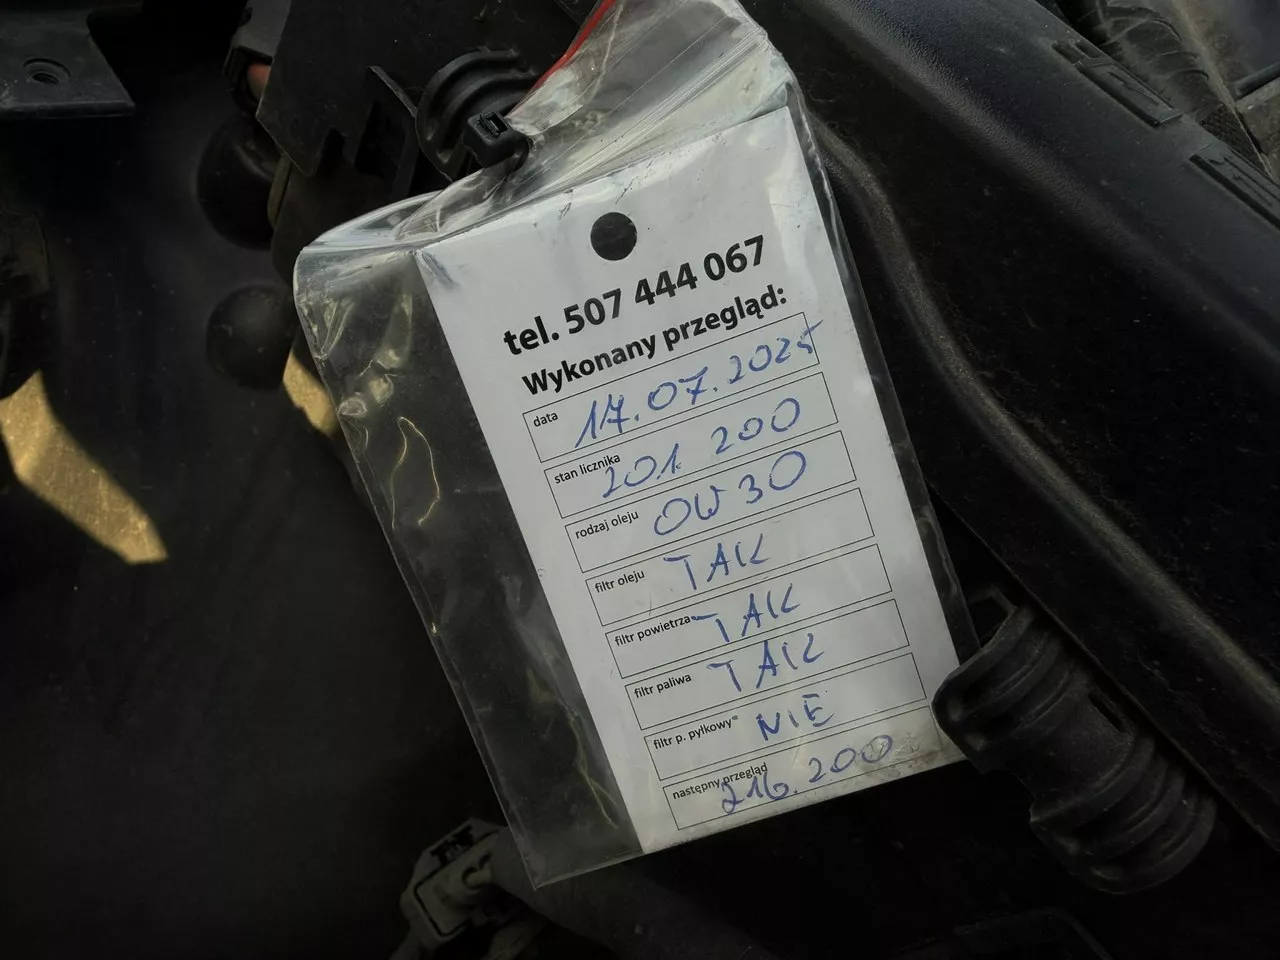 tel. 507 444 067
Wykonany przegląd:
data 17.07.2025
stan licznika 201.200
rodzaj oleju 0W30
filtr oleju TAK
filtr powietrza TAK
filtr paliwa TAK
filtr p. pyłkowy" NIE
następny przegląd 216.200